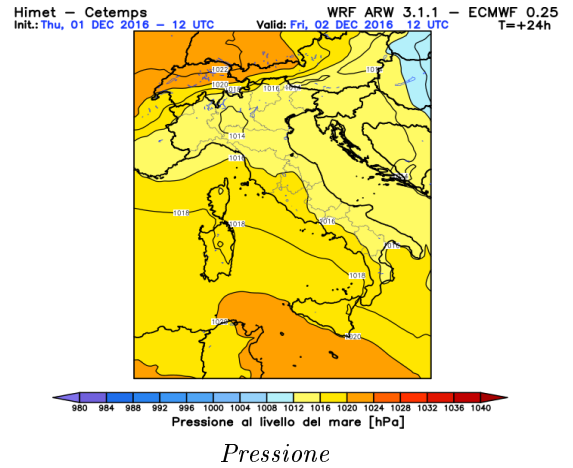 Himet – Cetemps WRF ARW 3.1.1 – ECMWF 0.25
Init.: Thu, 01 DEC 2016 – 12 UTC Valid: Fri, 02 DEC 2016 12 UTC T=+24h
1022
1020
1016
1014
1016
1018
1018
1016
1018
1020
980 984 988 992 996 1000 1004 1008 1012 1016 1020 1024 1028 1032 1036 1040
Pressione al livello del mare [hPa]
Pressione